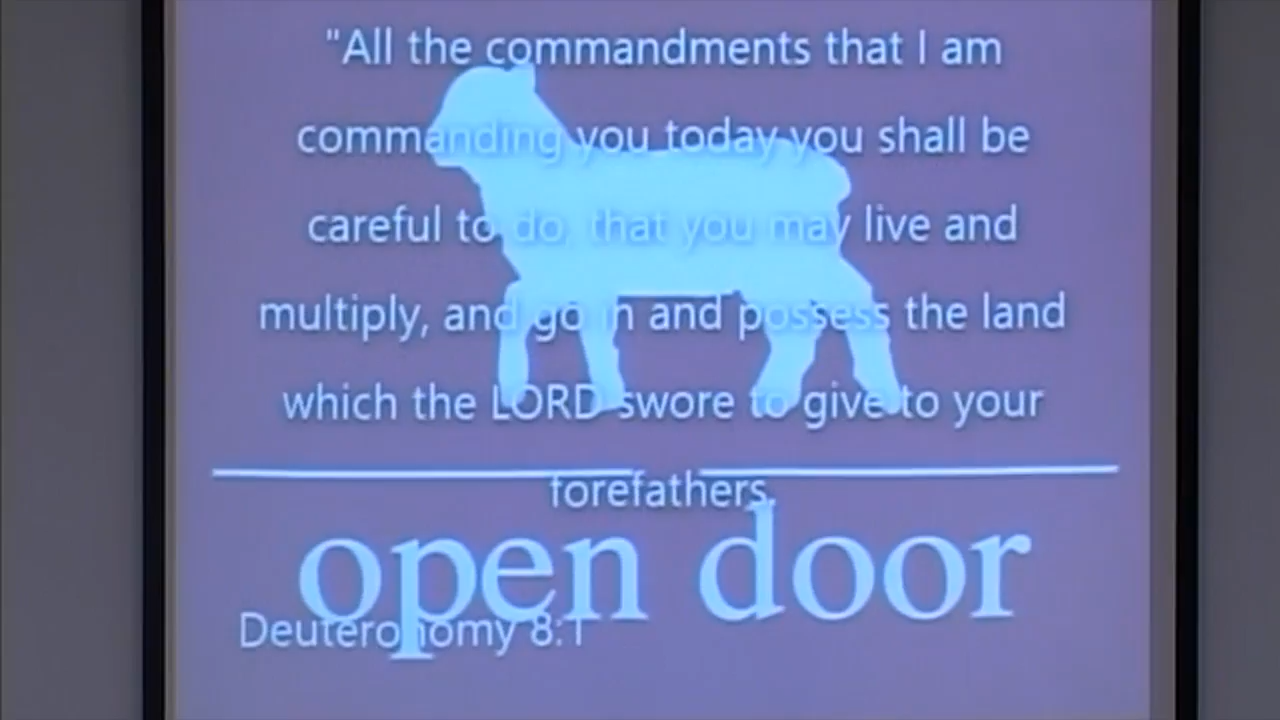 "All the commandments that I am
commanding you today you shall be
careful to do, that you may live and
multiply, and go in and possess the land
which the LORD swore to give to your
forefathers.
open door
Deuteronomy 8:1